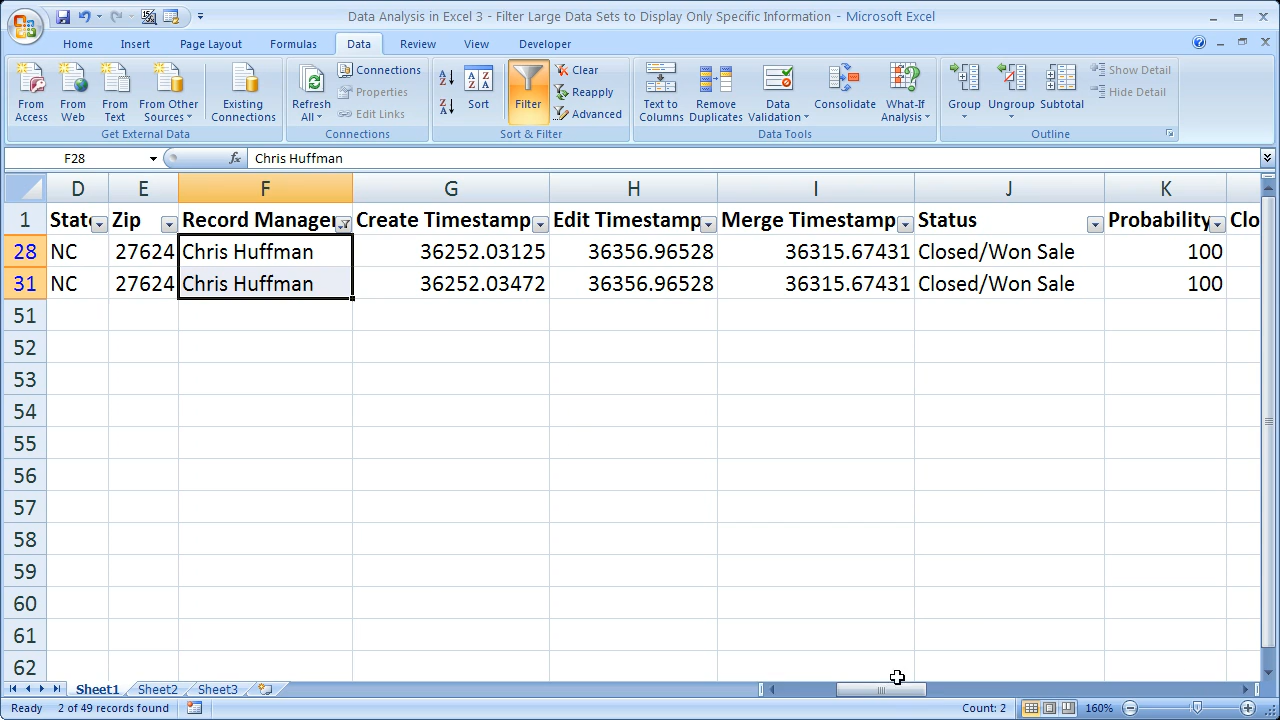 Data Analysis in Excel 3 - Filter Large Data Sets to Display Only Specific Information - Microsoft Excel
Home Insert Page Layout Formulas Data Review View Developer
From Access From Web From Text From Other Sources Existing Connections
Refresh All Connections Properties Edit Links
Sort Filter Clear Reapply Advanced
Text to Columns Remove Duplicates Data Validation Consolidate What-If Analysis
Group Ungroup Subtotal Show Detail Hide Detail
Get External Data Connections Sort & Filter Data Tools Outline
F28 fx Chris Huffman
D E F G H I J K
1 State Zip Record Manager Create Timestamp Edit Timestamp Merge Timestamp Status Probability Clo
28 NC 27624 Chris Huffman 36252.03125 36356.96528 36315.67431 Closed/Won Sale 100
31 NC 27624 Chris Huffman 36252.03472 36356.96528 36315.67431 Closed/Won Sale 100
51
52
53
54
55
56
57
58
59
60
61
62
Sheet1 Sheet2 Sheet3
Ready 2 of 49 records found Count: 2 160%